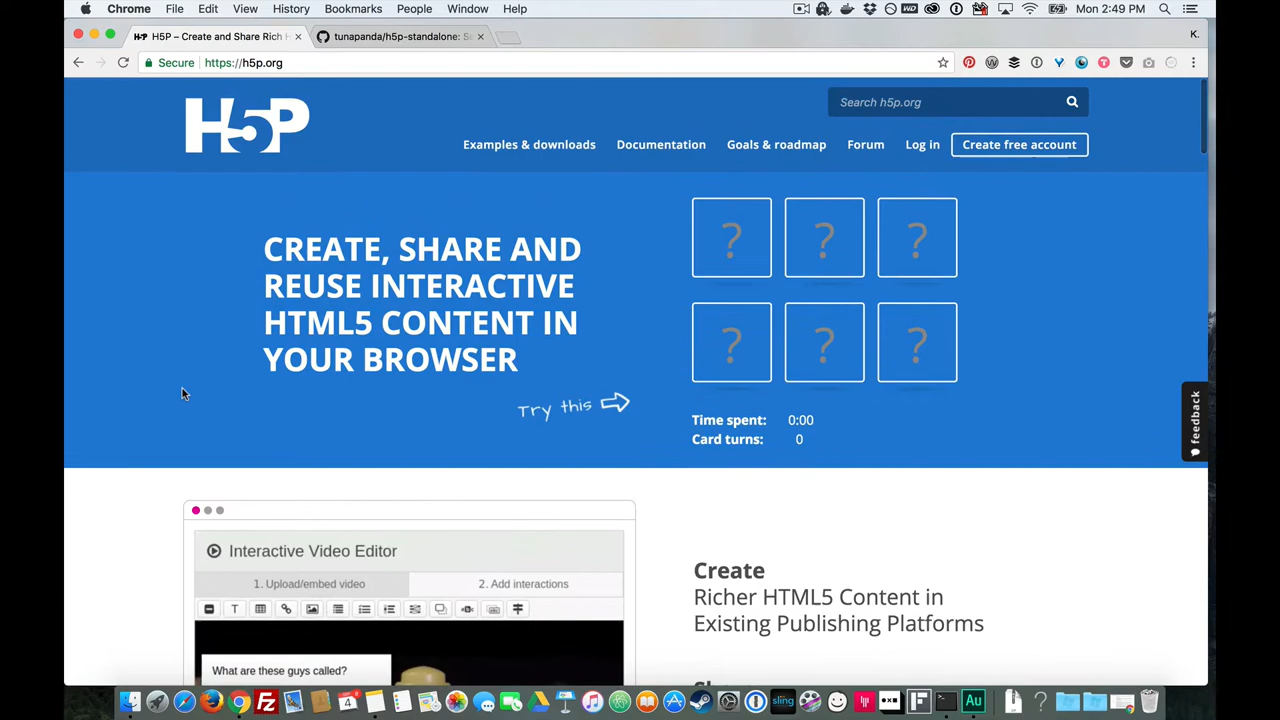 Chrome File Edit View History Bookmarks People Window Help Mon 2:49 PM
H5P – Create and Share Rich H tunapanda/h5p-standalone: Se K.
Secure https://h5p.org
H5P
Search h5p.org
Examples & downloads Documentation Goals & roadmap Forum Log in Create free account
CREATE, SHARE AND
REUSE INTERACTIVE
HTML5 CONTENT IN
YOUR BROWSER
? ? ?
? ? ?
Try this
Time spent: 0:00
Card turns: 0
feedback
Interactive Video Editor
1. Upload/embed video 2. Add interactions
What are these guys called?
Create
Richer HTML5 Content in
Existing Publishing Platforms
sling Au